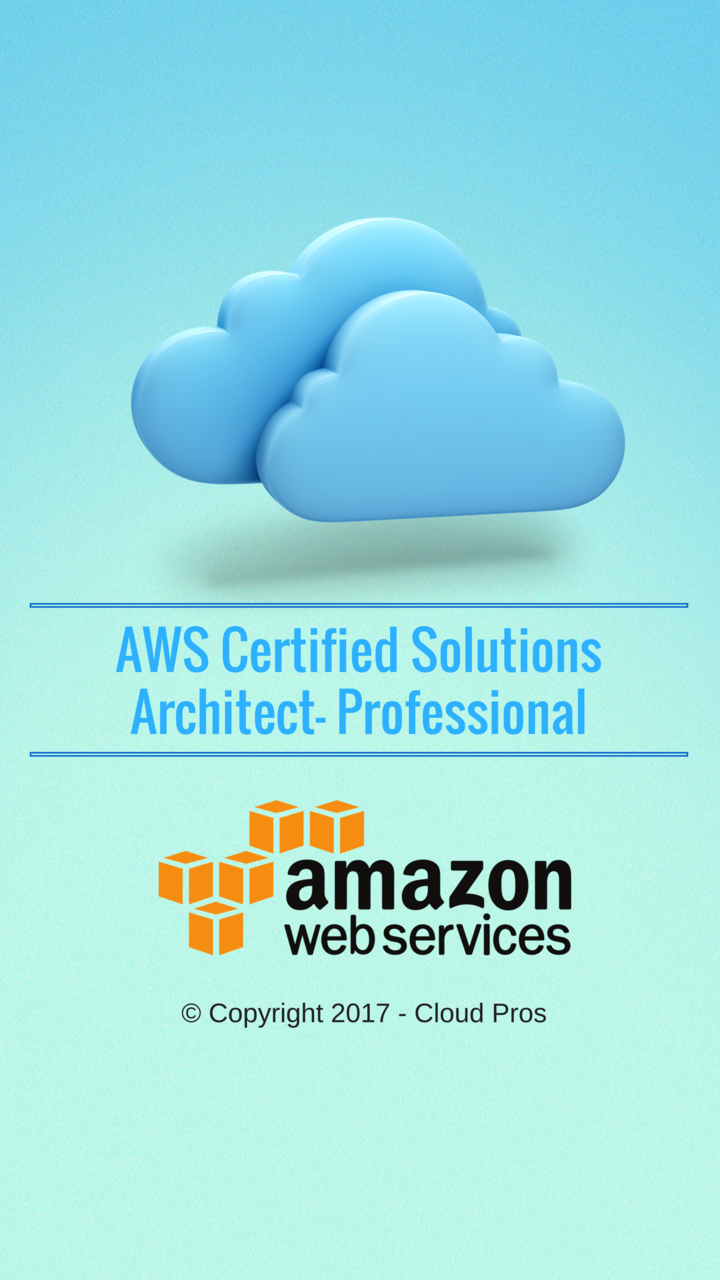 AWS Certified Solutions
Architect- Professional
amazon
web services
© Copyright 2017 - Cloud Pros